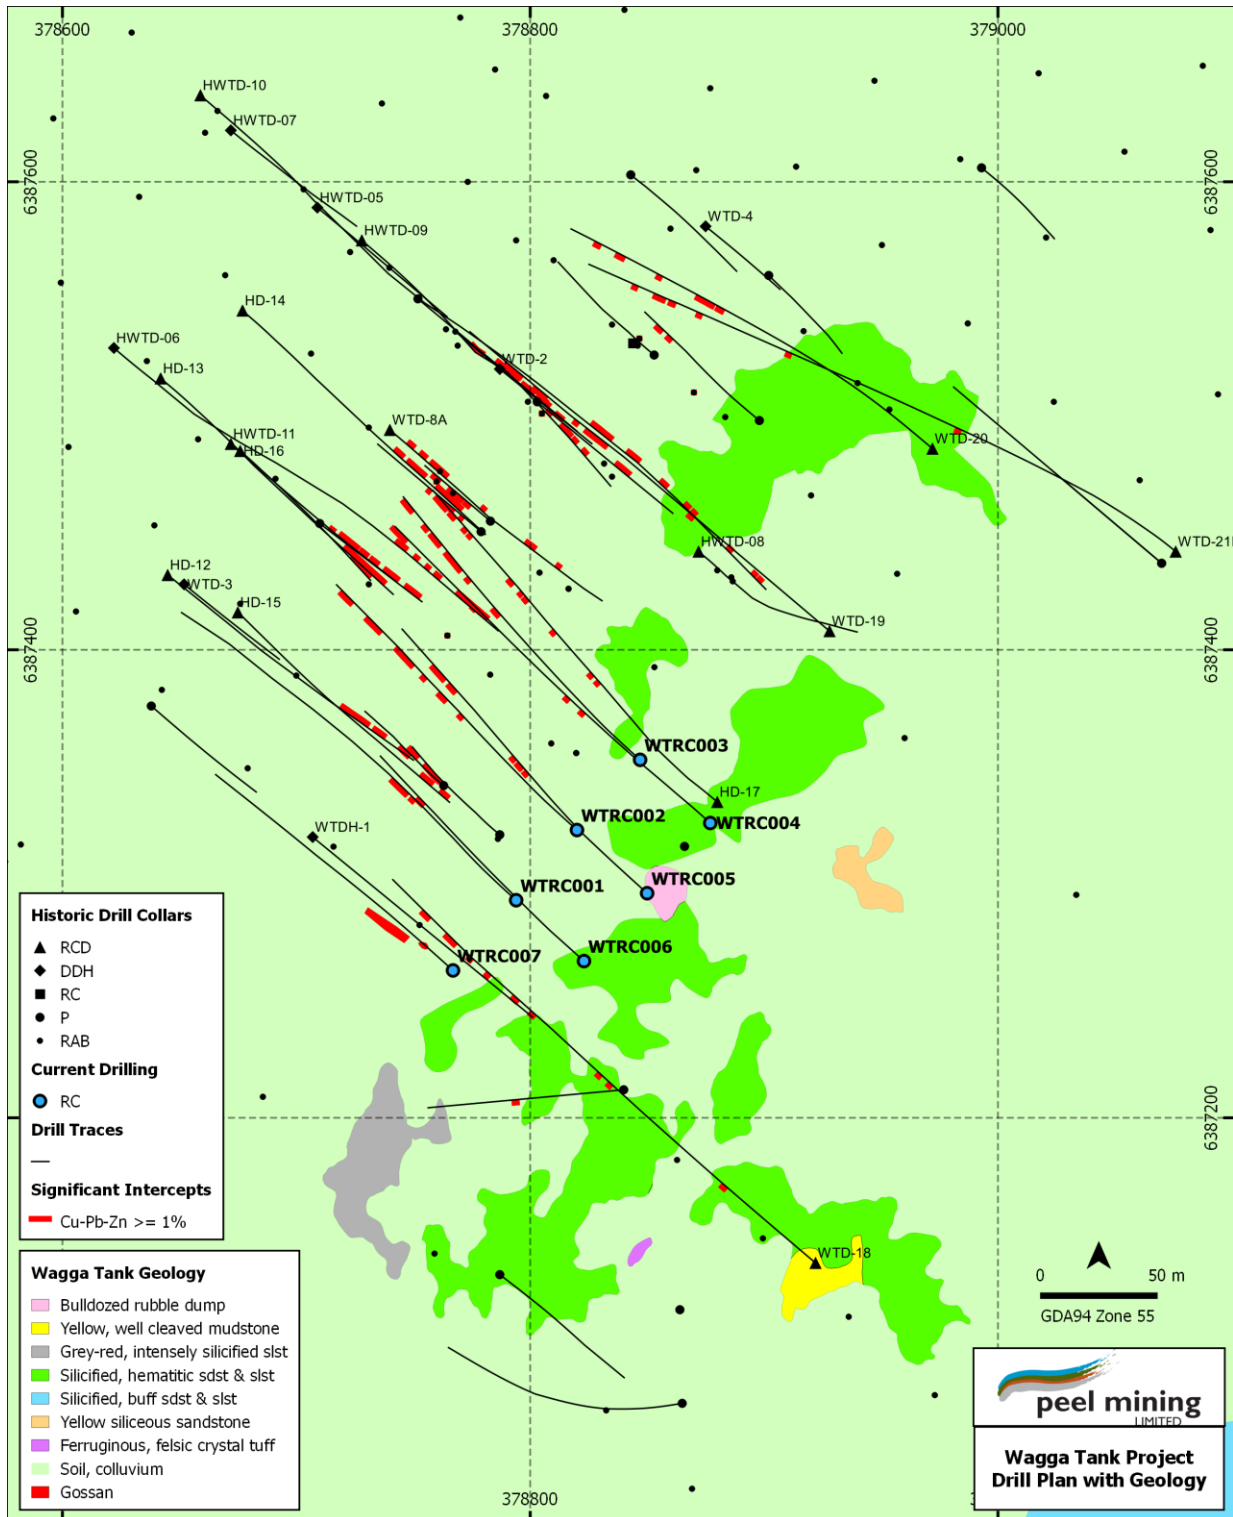 378600
378800
379000
HWTD-10
HWTD-07
6387600
6387600
HWTD-05
WTD-4
HWTD-09
HD-14
HWTD-06
WTD-2
HD-13
WTD-8A
HWTD-11
HD-16
WTD-20
HWTD-08
WTD-21
HD-12
WTD-3
HD-15
WTD-19
6387400
6387400
WTRC003
HD-17
WTRC002
WTRC004
WTDH-1
WTRC001
WTRC005
WTRC006
WTRC007
Historic Drill Collars
RCD
DDH
RC
P
RAB
Current Drilling
RC
Drill Traces
Significant Intercepts
Cu-Pb-Zn >= 1%
6387200
WTD-18
Wagga Tank Geology
Bulldozed rubble dump
Yellow, well cleaved mudstone
Grey-red, intensely silicified slst
Silicified, hematitic sdst & slst
Silicified, buff sdst & slst
Yellow siliceous sandstone
Ferruginous, felsic crystal tuff
Soil, colluvium
Gossan
0 50 m
GDA94 Zone 55
peel mining
LIMITED
Wagga Tank Project
Drill Plan with Geology
378800